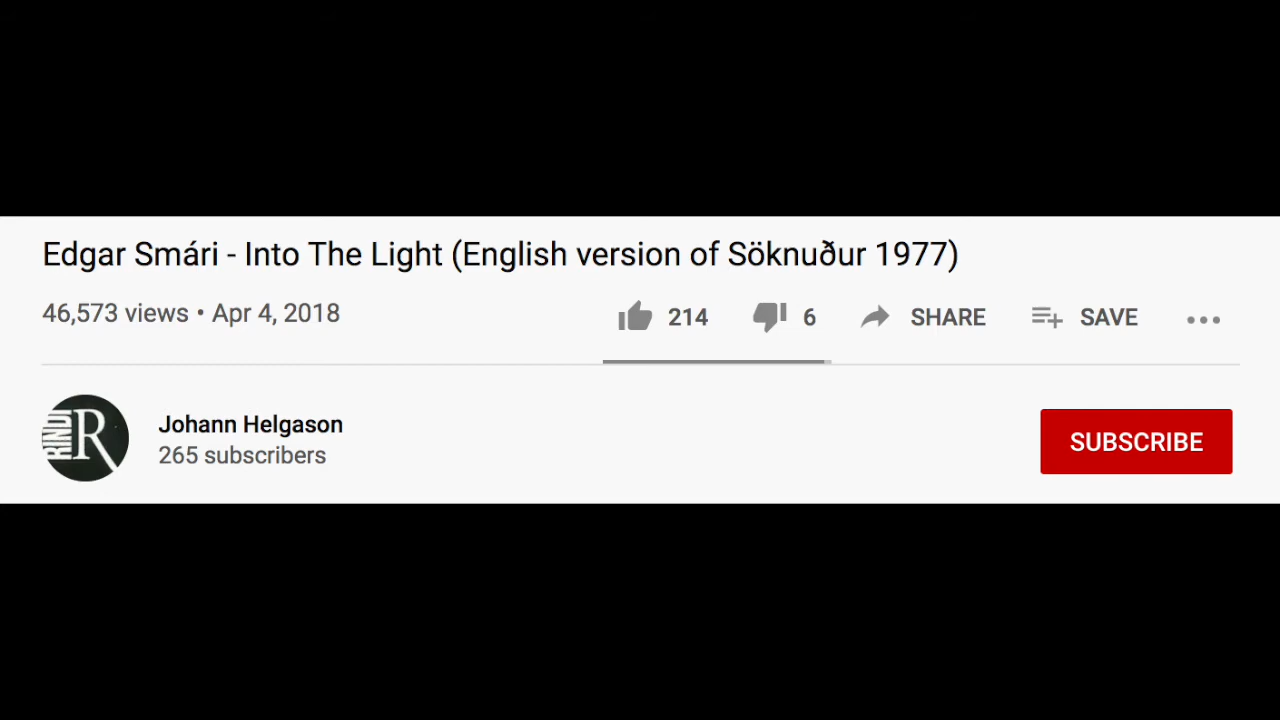 Edgar Smári - Into The Light (English version of Söknuður 1977)
46,573 views • Apr 4, 2018
214 6 SHARE SAVE
RINDI R
Johann Helgason
265 subscribers
SUBSCRIBE